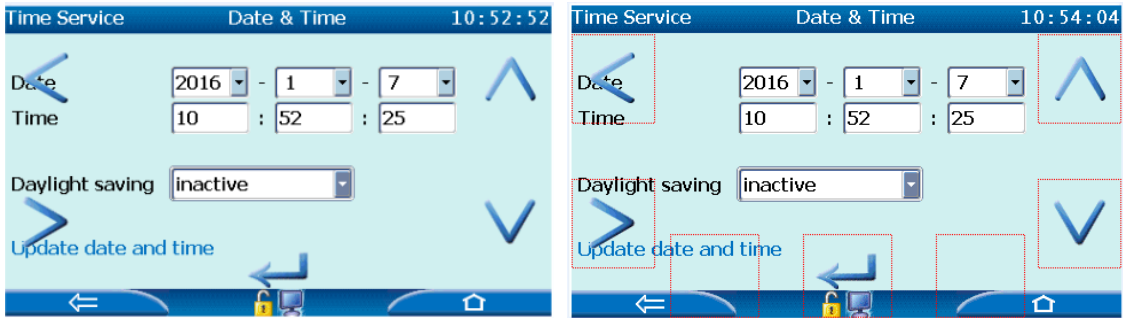 Time Service Date & Time 10:52:52
Date 2016 - 1 - 7
Time 10 : 52 : 25
Daylight saving inactive
Update date and time
Time Service Date & Time 10:54:04
Date 2016 - 1 - 7
Time 10 : 52 : 25
Daylight saving inactive
Update date and time